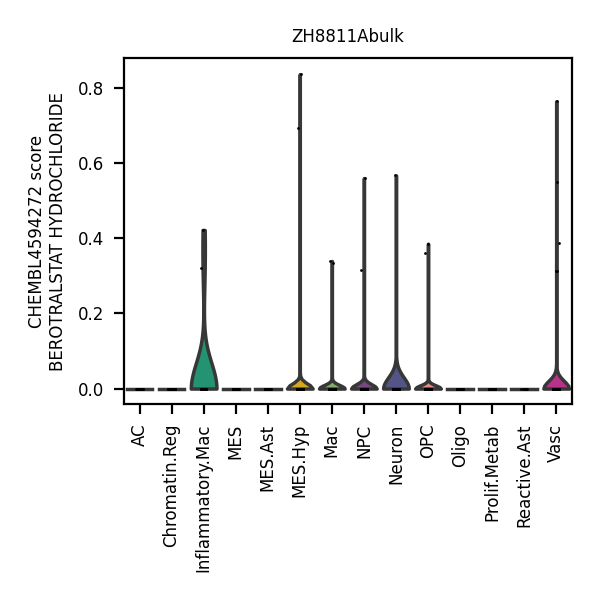 ZH8811Abulk
CHEMBL4594272 score
BEROTRALSTAT HYDROCHLORIDE
0.8
0.6
0.4
0.2
0.0
AC
Chromatin.Reg
Inflammatory.Mac
MES
MES.Ast
MES.Hyp
Mac
NPC
Neuron
OPC
Oligo
Prolif.Metab
Reactive.Ast
Vasc